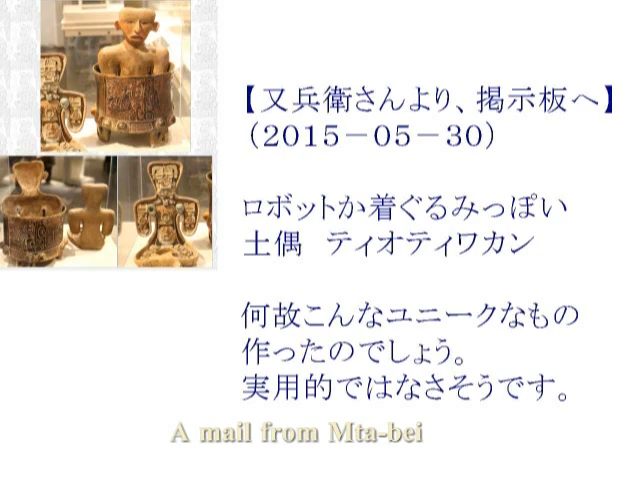 【又兵衛さんより、掲示板へ】
（２０１５－０５－３０）
ロボットか着ぐるみっぽい
土偶　ティオティワカン
何故こんなユニークなもの
作ったのでしょう。
実用的ではなさそうです。
A mail from Mta-bei